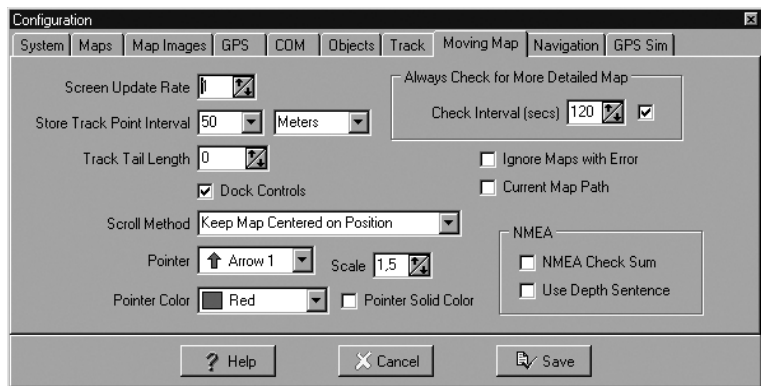 Configuration
System Maps Map Images GPS COM Objects Track Moving Map Navigation GPS Sim
Screen Update Rate 1
Store Track Point Interval 50 Meters
Track Tail Length 0
Dock Controls
Scroll Method Keep Map Centered on Position
Pointer Arrow 1 Scale 1,5
Pointer Color Red Pointer Solid Color
Always Check for More Detailed Map
Check Interval (secs) 120
Ignore Maps with Error
Current Map Path
NMEA
NMEA Check Sum
Use Depth Sentence
? Help Cancel Save